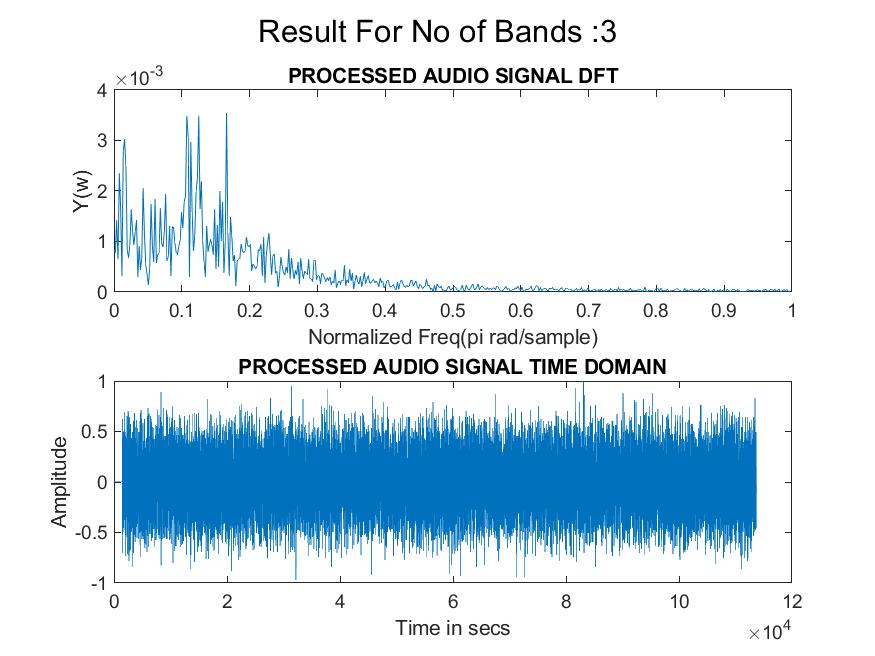 Result For No of Bands :3
×10-3
PROCESSED AUDIO SIGNAL DFT
4
3
2
1
0
Y(w)
0 0.1 0.2 0.3 0.4 0.5 0.6 0.7 0.8 0.9 1
Normalized Freq(pi rad/sample)
PROCESSED AUDIO SIGNAL TIME DOMAIN
1
0.5
0
-0.5
-1
Amplitude
0 2 4 6 8 10 12
Time in secs
×104